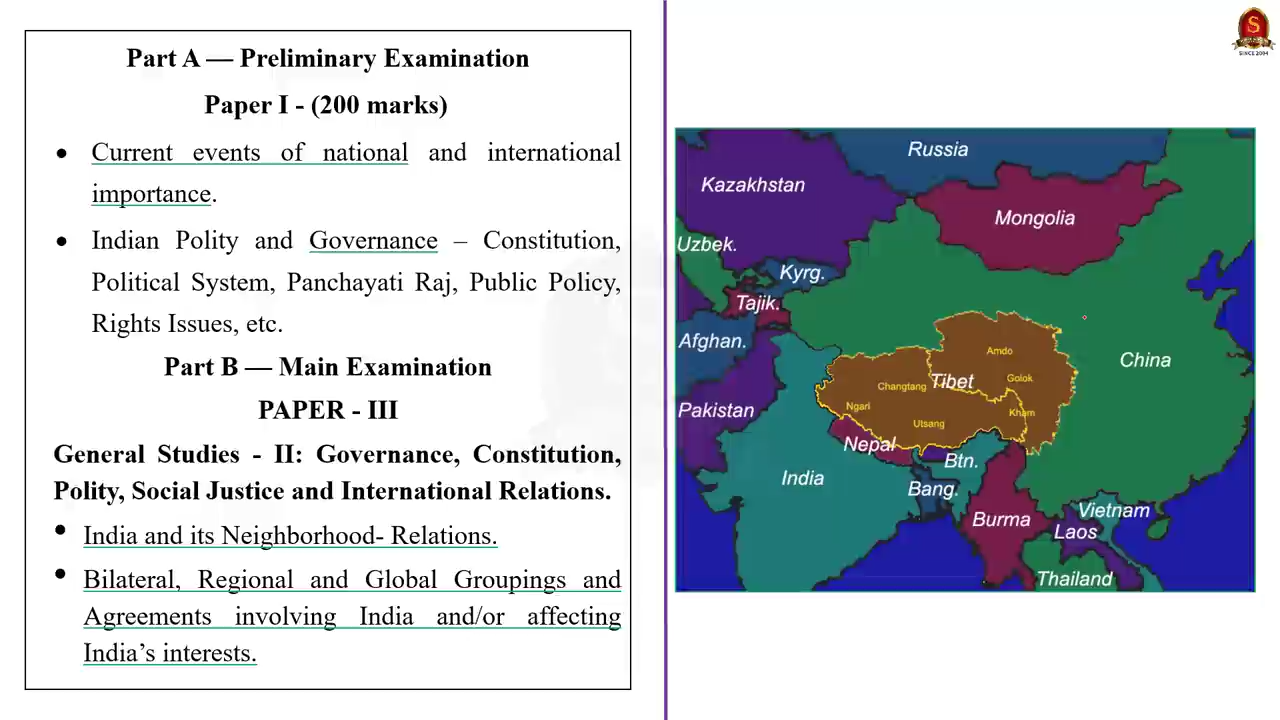 Part A — Preliminary Examination
Paper I - (200 marks)
• Current events of national and international
importance.
• Indian Polity and Governance – Constitution,
Political System, Panchayati Raj, Public Policy,
Rights Issues, etc.
Part B — Main Examination
PAPER - III
General Studies - II: Governance, Constitution,
Polity, Social Justice and International Relations.
• India and its Neighborhood- Relations.
• Bilateral, Regional and Global Groupings and
Agreements involving India and/or affecting
India’s interests.
S
SINCE 2004
Russia
Kazakhstan
Mongolia
Uzbek.
Kyrg.
Tajik.
Afghan.
Amdo
China
Changtang
Tibet
Golok
Ngari
Pakistan
Kham
Utsang
Nepal
Btn.
India
Bang.
Vietnam
Burma
Laos
Thailand